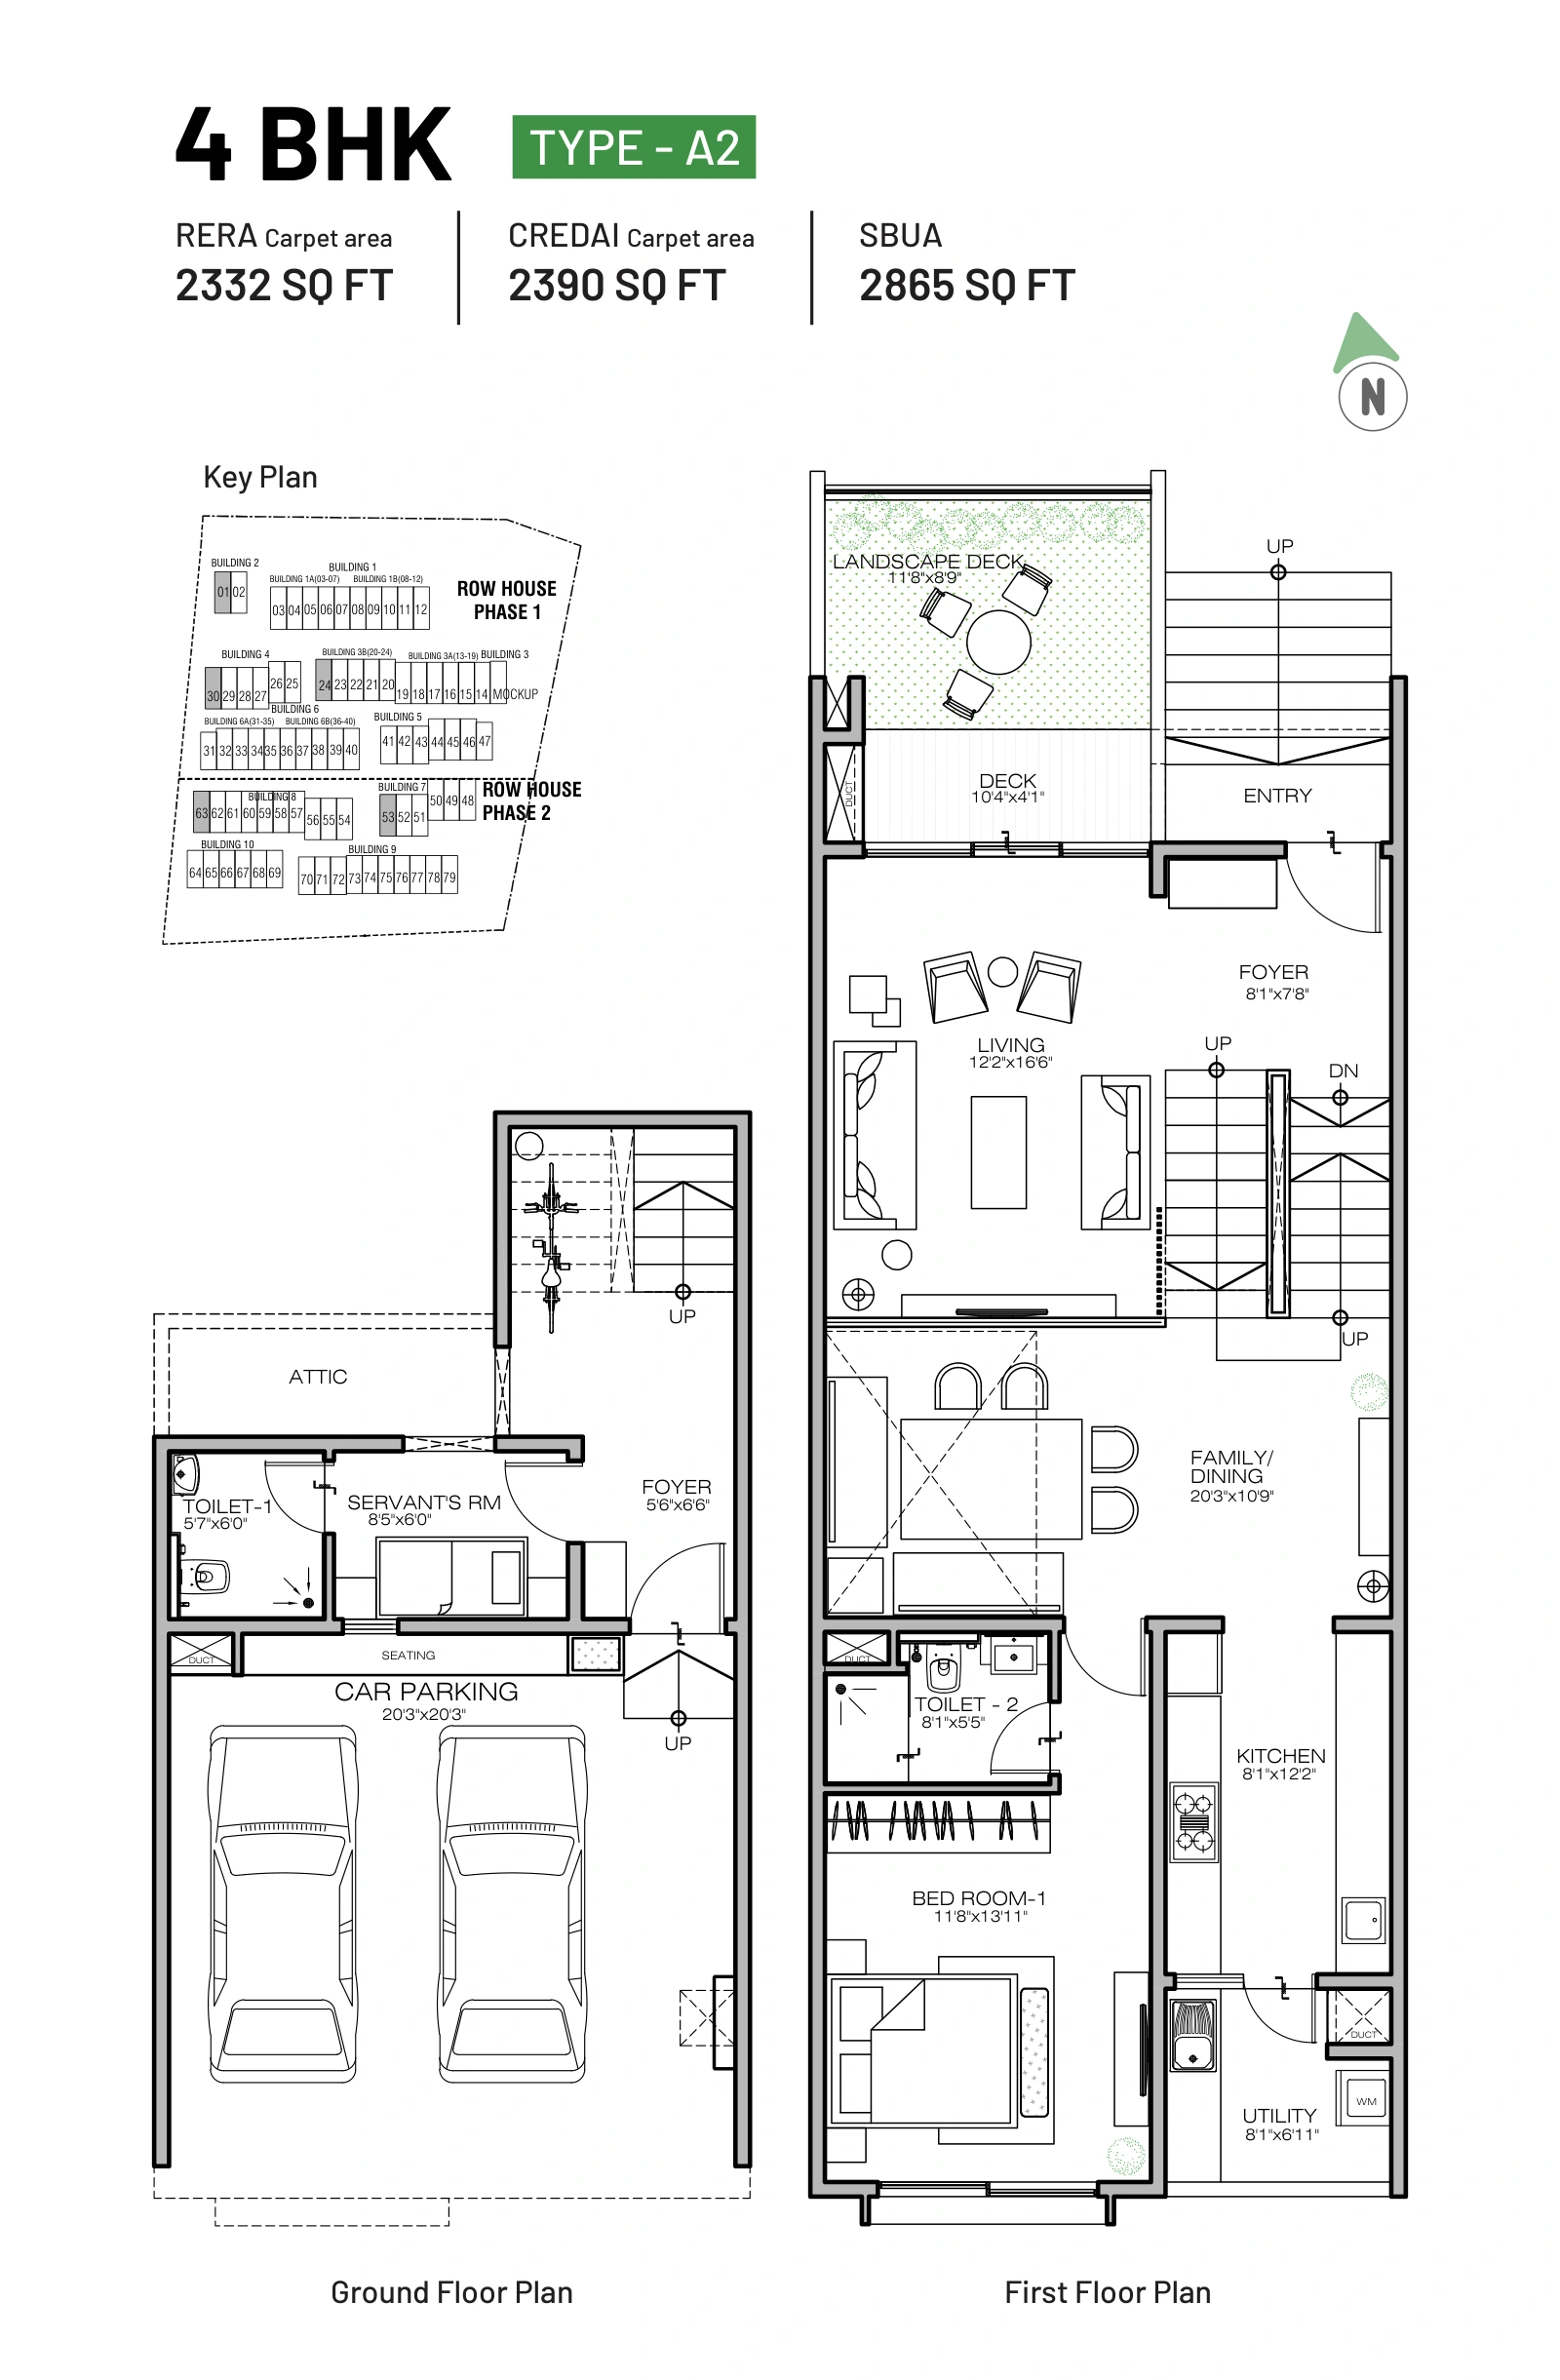 4 BHK
TYPE - A2
RERA Carpet area
2332 SQ FT
CREDAI Carpet area
2390 SQ FT
SBUA
2865 SQ FT
N
Key Plan
BUILDING 2
01 02
BUILDING 1
BUILDING 1A(03-07) BUILDING 1B(08-12)
03 04 05 06 07 08 09 10 11 12
ROW HOUSE
PHASE 1
BUILDING 4
30 29 28 27 26 25
BUILDING 3B(20-24) BUILDING 3A(13-19) BUILDING 3
24 23 22 21 20 19 18 17 16 15 14 MOCKUP
BUILDING 6
BUILDING 6A(31-35) BUILDING 6B(36-40)
31 32 33 34 35 36 37 38 39 40
BUILDING 5
41 42 43 44 45 46 47
BUILDING 8
63 62 61 60 59 58 57 56 55 54
BUILDING 7
53 52 51 50 49 48
ROW HOUSE
PHASE 2
BUILDING 10
64 65 66 67 68 69
BUILDING 9
70 71 72 73 74 75 76 77 78 79
UP
ATTIC
TOILET-1
5'7"x6'0"
SERVANT'S RM
8'5"x6'0"
FOYER
5'6"x6'6"
DUCT
SEATING
CAR PARKING
20'3"x20'3"
UP
Ground Floor Plan
LANDSCAPE DECK
11'8"x8'9"
UP
DUCT
DECK
10'4"x4'1"
ENTRY
FOYER
8'1"x7'8"
LIVING
12'2"x16'6"
UP
DN
UP
FAMILY/
DINING
20'3"x10'9"
DUCT
TOILET - 2
8'1"x5'5"
KITCHEN
8'1"x12'2"
BED ROOM-1
11'8"x13'11"
DUCT
WM
UTILITY
8'1"x6'11"
First Floor Plan